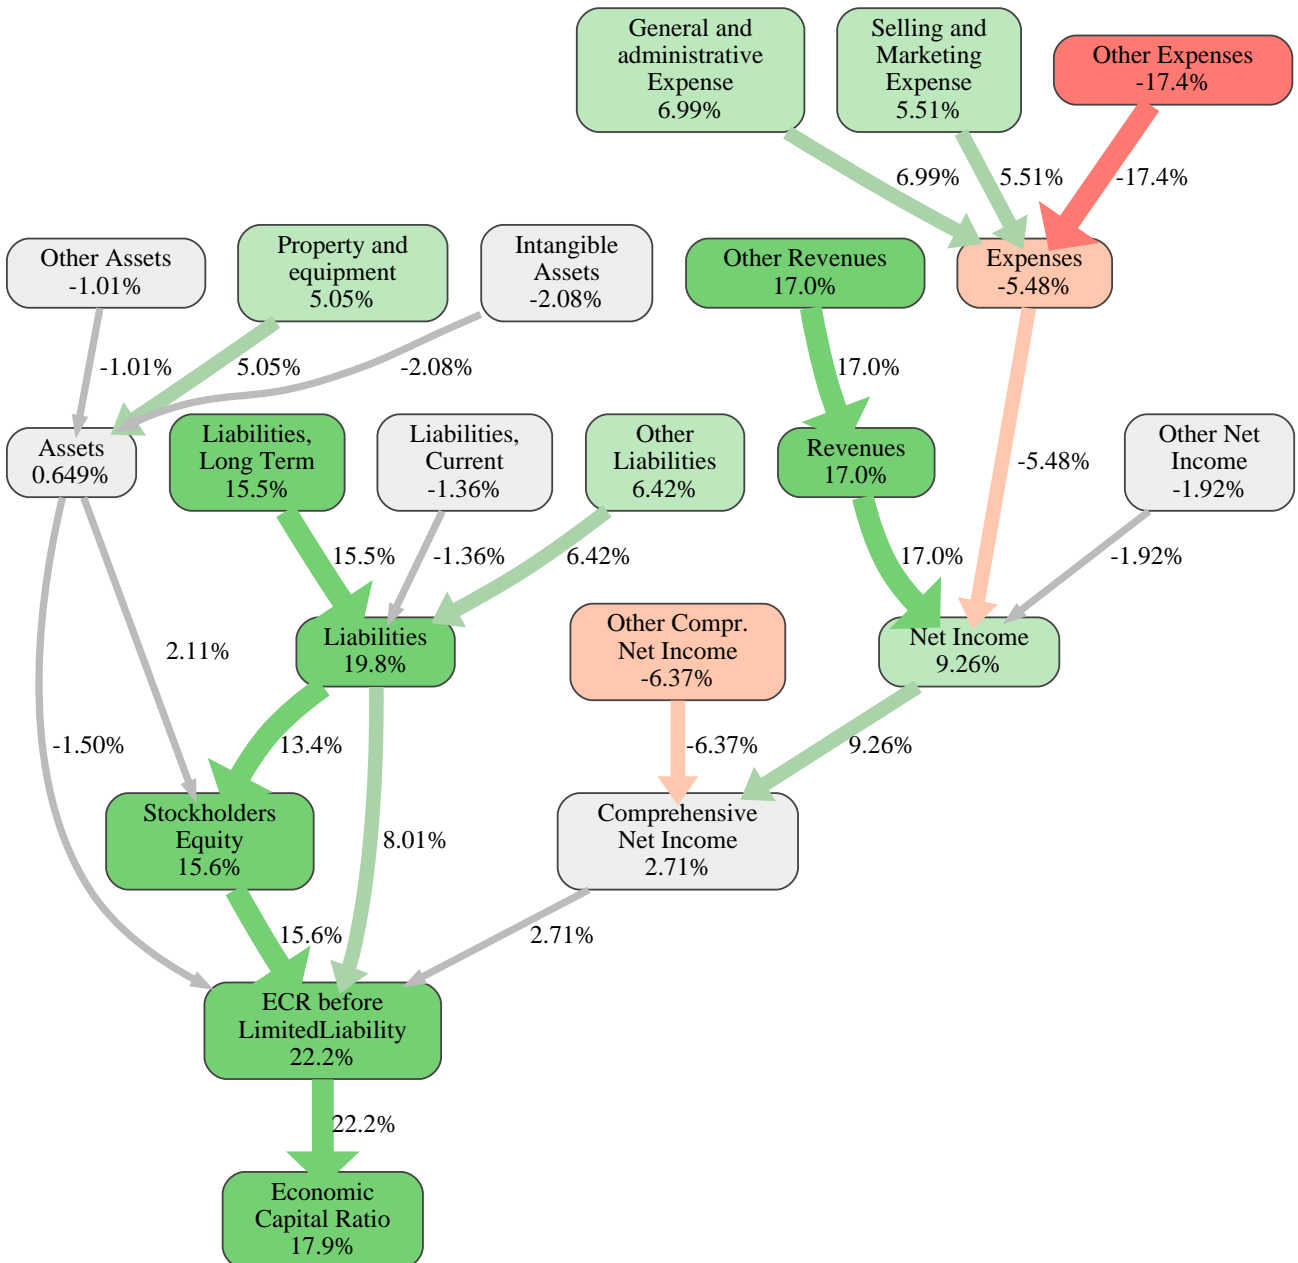 General and
administrative
Expense
6.99%
Selling and
Marketing
Expense
5.51%
Other Expenses
-17.4%
6.99%
5.51%
-17.4%
Other Assets
-1.01%
Property and
equipment
5.05%
Intangible
Assets
-2.08%
Other Revenues
17.0%
Expenses
-5.48%
-1.01%
5.05%
-2.08%
17.0%
Assets
0.649%
Liabilities,
Long Term
15.5%
Liabilities,
Current
-1.36%
Other
Liabilities
6.42%
Revenues
17.0%
-5.48%
Other Net
Income
-1.92%
15.5%
-1.36%
6.42%
17.0%
-1.92%
2.11%
Liabilities
19.8%
Other Compr.
Net Income
-6.37%
Net Income
9.26%
-1.50%
13.4%
-6.37%
9.26%
Stockholders
Equity
15.6%
8.01%
Comprehensive
Net Income
2.71%
15.6%
2.71%
ECR before
LimitedLiability
22.2%
22.2%
Economic
Capital Ratio
17.9%